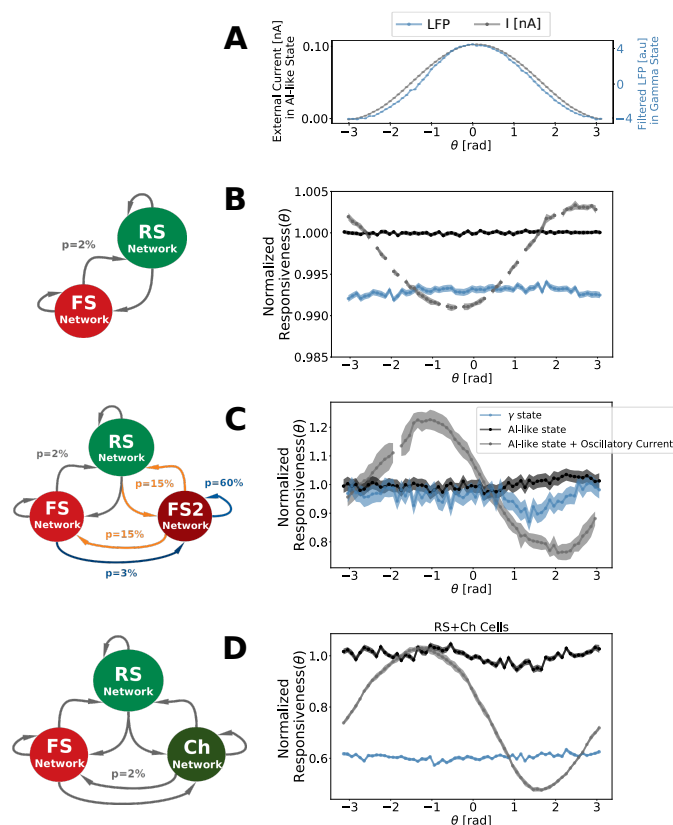 A
LFP
I [nA]
External Current [nA]
in AI-like State
0.10
0.00
4
0
−4
Filtered LFP [a.u]
in Gamma State
−3 −2 −1 0 1 2 3
θ [rad]
B
RS
Network
p=2%
FS
Network
Normalized
Responsiveness(θ)
1.005
1.000
0.995
0.990
0.985
−3 −2 −1 0 1 2 3
θ [rad]
C
RS
Network
p=2%
p=15%
p=60%
FS
Network
FS2
Network
p=15%
p=3%
Normalized
Responsiveness(θ)
1.2
1.1
1.0
0.9
0.8
γ state
AI-like state
AI-like state + Oscillatory Current
−3 −2 −1 0 1 2 3
θ [rad]
D
RS
Network
FS
Network
Ch
Network
p=2%
RS+Ch Cells
Normalized
Responsiveness(θ)
1.0
0.8
0.6
−3 −2 −1 0 1 2 3
θ [rad]